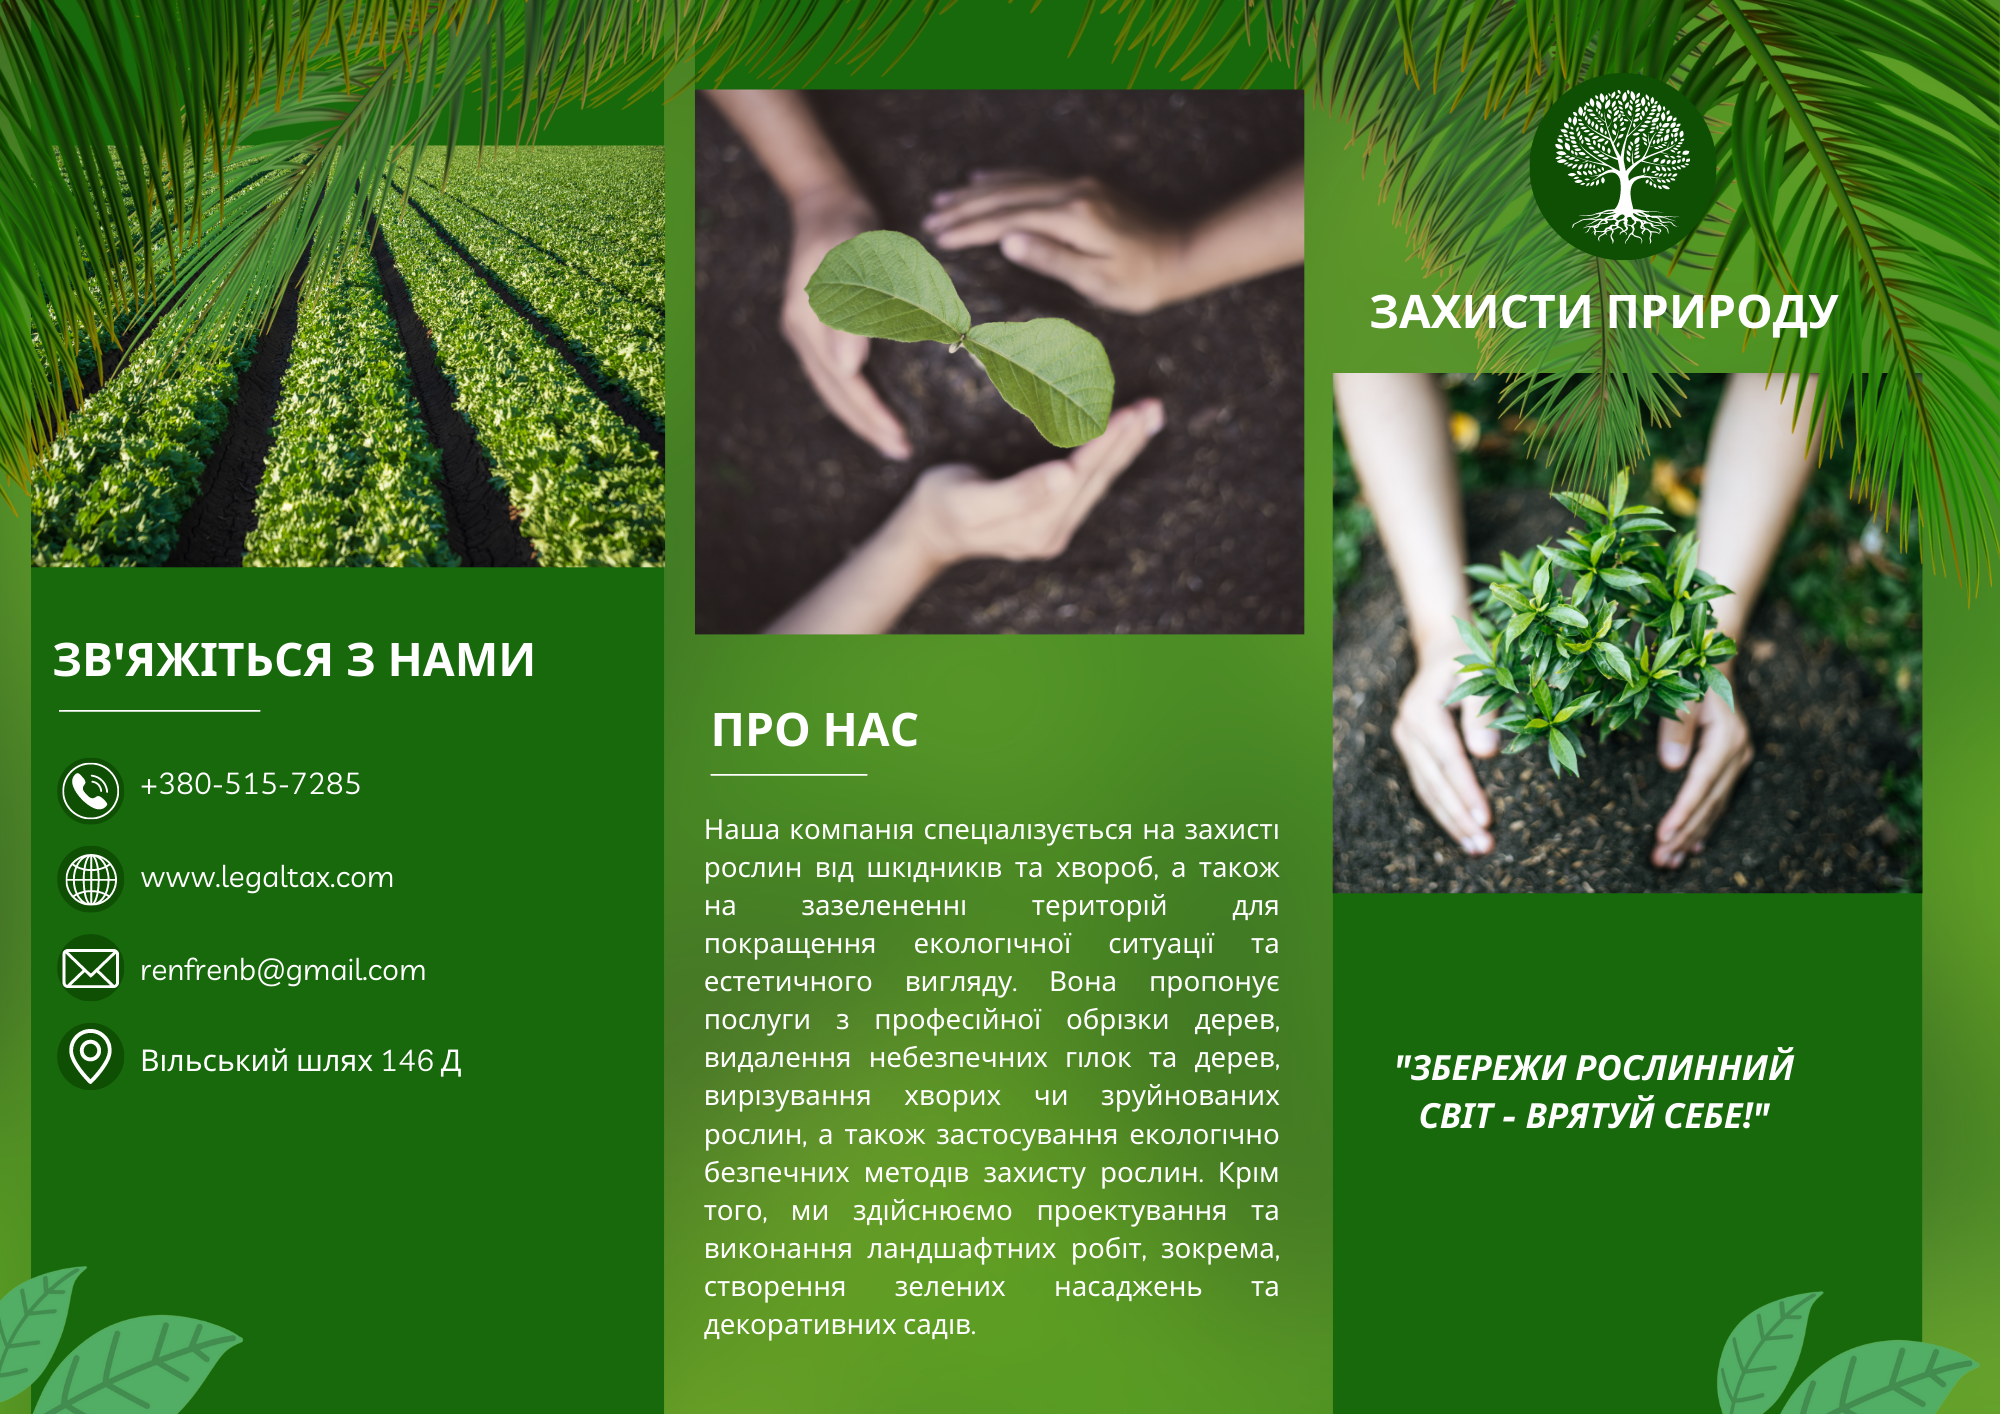 ЗВ'ЯЖІТЬСЯ З НАМИ
+380-515-7285
www.legaltax.com
renfrenb@gmail.com
Вільський шлях 146 Д
ПРО НАС
Наша компанія спеціалізується на захисті
рослин від шкідників та хвороб, а також
на зазелененні територій для
покращення екологічної ситуації та
естетичного вигляду. Вона пропонує
послуги з професійної обрізки дерев,
видалення небезпечних гілок та дерев,
вирізування хворих чи зруйнованих
рослин, а також застосування екологічно
безпечних методів захисту рослин. Крім
того, ми здійснюємо проектування та
виконання ландшафтних робіт, зокрема,
створення зелених насаджень та
декоративних садів.
ЗАХИСТИ ПРИРОДУ
"ЗБЕРЕЖИ РОСЛИННИЙ
СВІТ - ВРЯТУЙ СЕБЕ!"